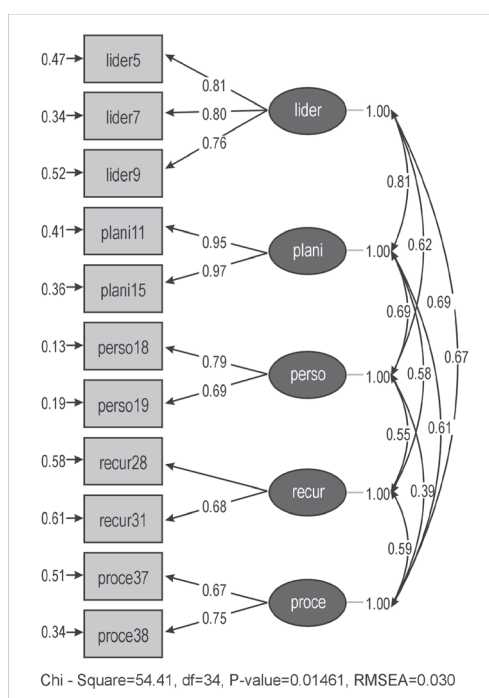 0.47 lider5
0.81
lider 1.00
0.34 lider7 0.80
0.76
0.52 lider9
0.81
0.62
0.41 plani11 0.95
plani 1.00
0.97
0.36 plani15
0.69 0.69
0.67
0.13 perso18 0.79
perso 1.00 0.58
0.69
0.19 perso19
0.61
0.55
0.58 recur28
recur 1.00 0.39
0.68
0.61 recur31
0.59
0.51 proce37 0.67
proce 1.00
0.75
0.34 proce38
Chi - Square=54.41, df=34, P-value=0.01461, RMSEA=0.030